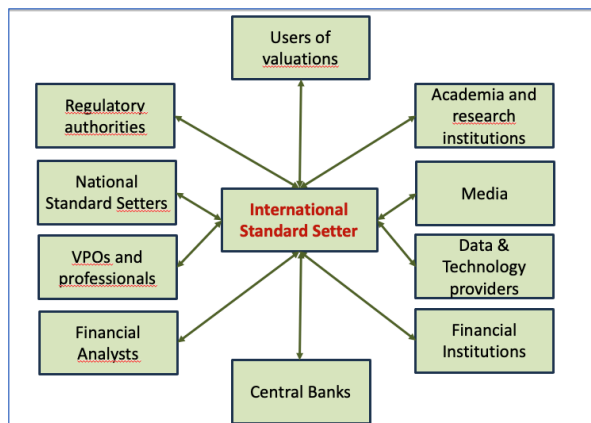 Users of
valuations
Regulatory
authorities
Academia and
research
institutions
National
Standard Setters
International
Standard Setter
Media
VPOs and
professionals
Data &
Technology
providers
Financial
Analysts
Financial
Institutions
Central Banks